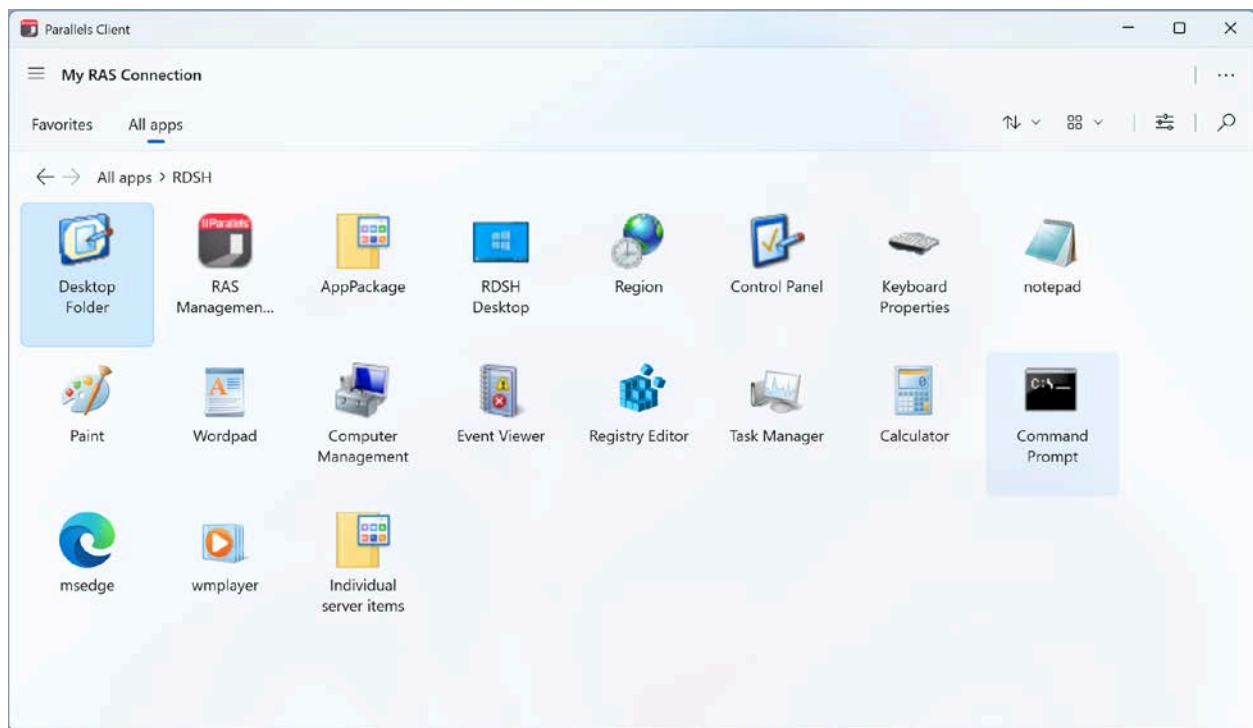 Parallels Client
My RAS Connection
Favorites All apps
All apps > RDSH
Parallels
Desktop
Folder
RAS
Managemen...
AppPackage
RDSH
Desktop
Region
Control Panel
Keyboard
Properties
notepad
Paint
A
Wordpad
Computer
Management
Event Viewer
Registry Editor
Task Manager
0
Calculator
C:\_
Command
Prompt
msedge
wmplayer
Individual
server items